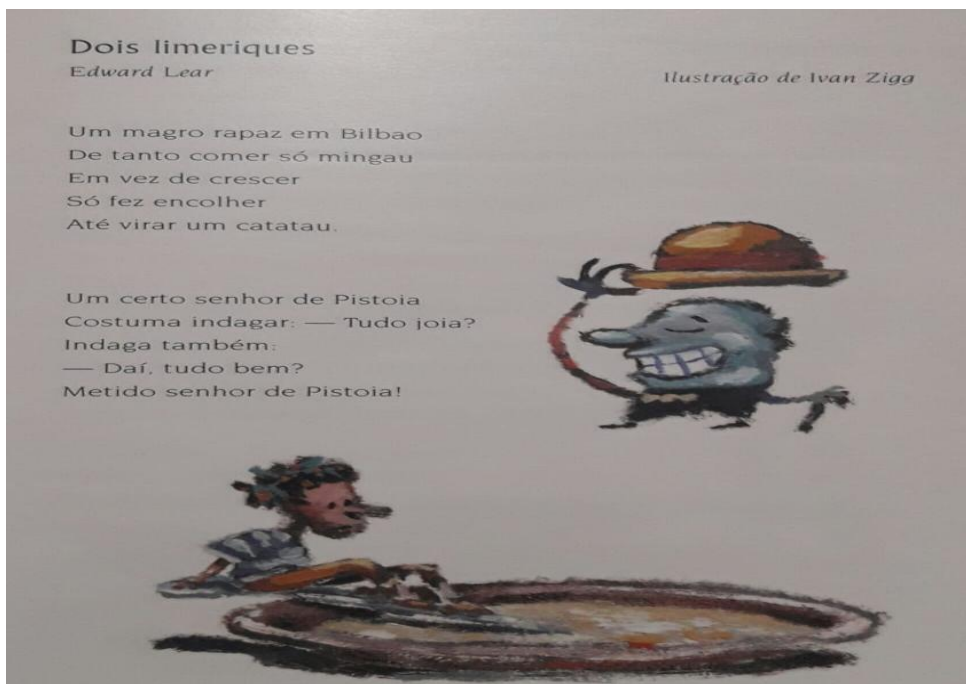 Dois limeriques
Edward Lear
Ilustração de Ivan Zigg
Um magro rapaz em Bilbao
De tanto comer só mingau
Em vez de crescer
Só fez encolher
Até virar um catatau.
Um certo senhor de Pistoia
Costuma indagar: — Tudo joia?
Indaga também:
— Daí, tudo bem?
Metido senhor de Pistoia!